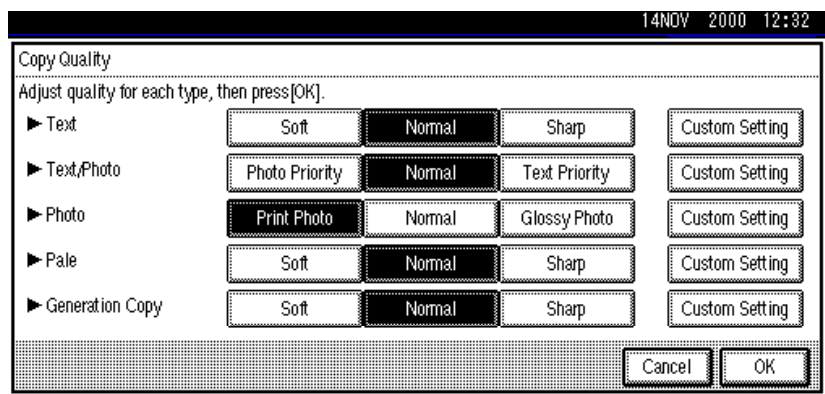 14NOV 2000 12:32
Copy Quality
Adjust quality for each type, then press[OK].
► Text Soft Normal Sharp Custom Setting
► Text/Photo Photo Priority Normal Text Priority Custom Setting
► Photo Print Photo Normal Glossy Photo Custom Setting
► Pale Soft Normal Sharp Custom Setting
► Generation Copy Soft Normal Sharp Custom Setting
Cancel OK